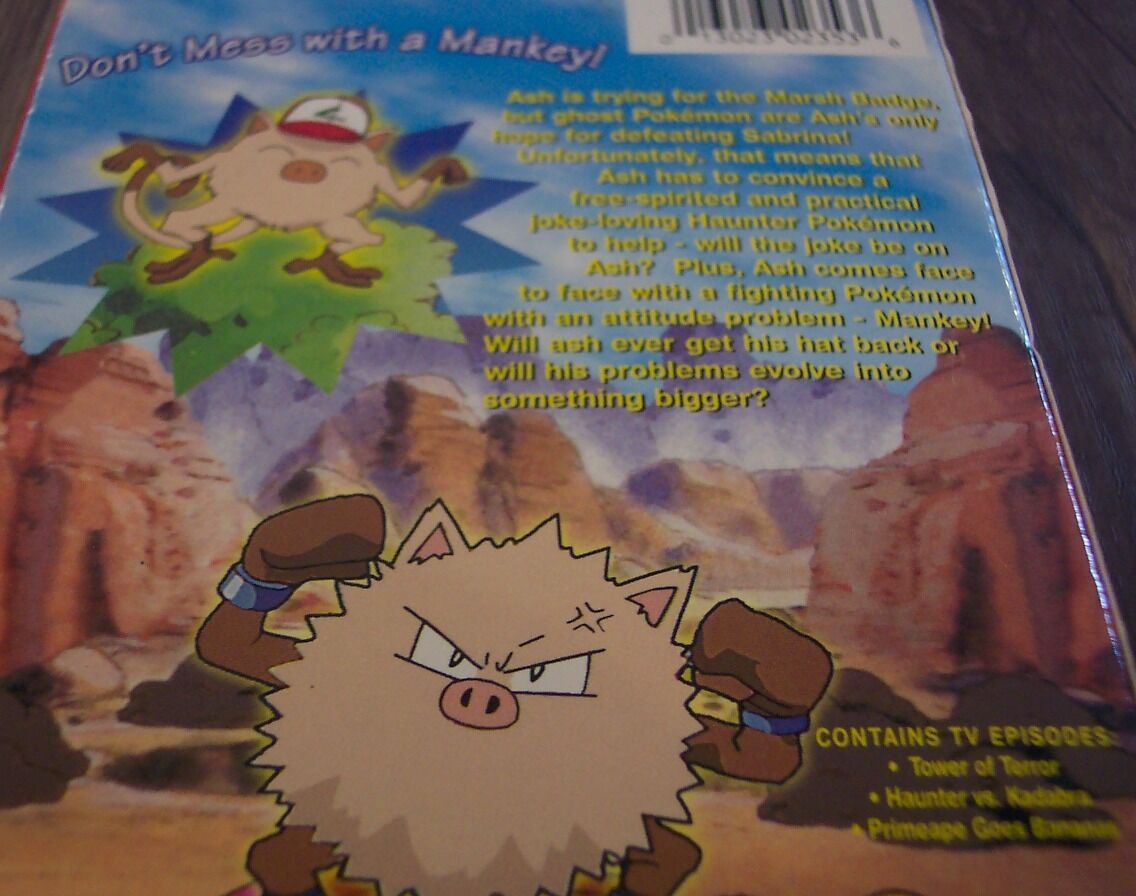 Don't Mess with a Mankey!
Ash is trying for the Marsh Badge,
but ghost Pokémon are Ash's only
hope for defeating Sabrina!
Unfortunately, that means that
Ash has to convince a
free-spirited and practical
joke-loving Haunter Pokémon
to help - will the joke be on
Ash? Plus, Ash comes face
to face with a fighting Pokémon
with an attitude problem - Mankey!
Will ash ever get his hat back or
will his problems evolve into
something bigger?
CONTAINS TV EPISODES:
• Tower of Terror
• Haunter vs. Kadabra
• Primeape Goes Bananas